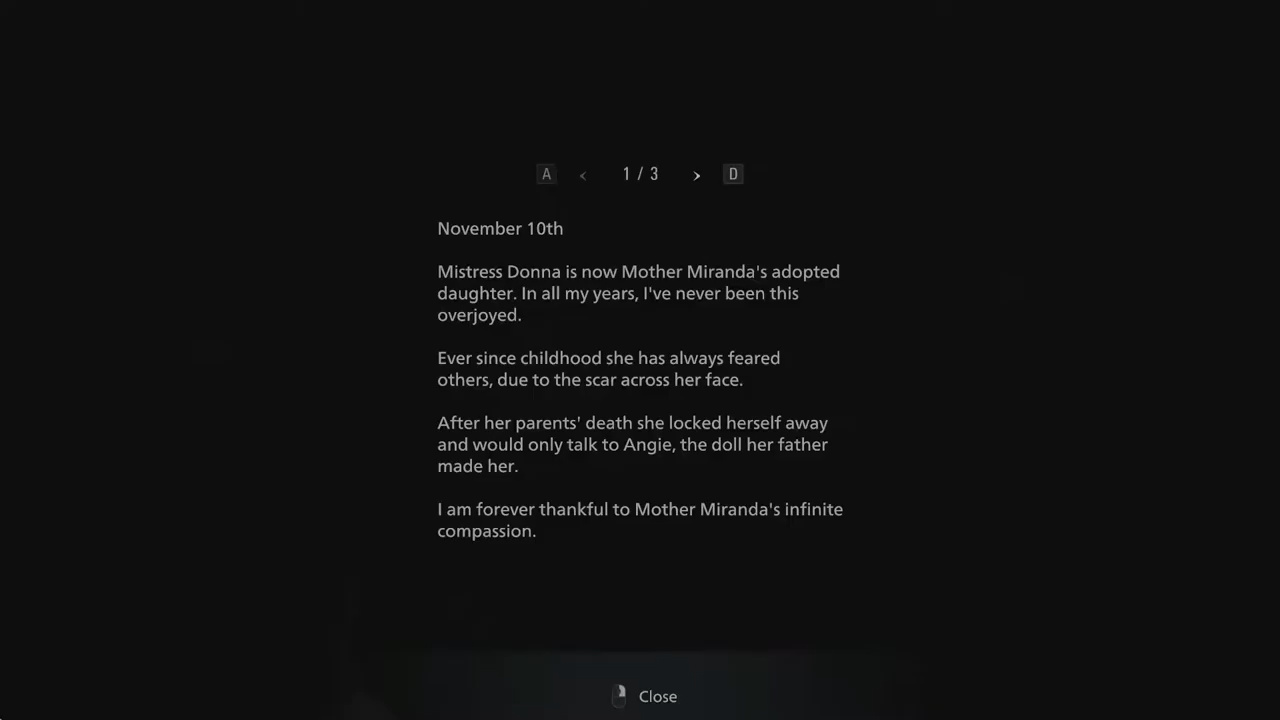 A < 1 / 3 > D
November 10th
Mistress Donna is now Mother Miranda's adopted
daughter. In all my years, I've never been this
overjoyed.
Ever since childhood she has always feared
others, due to the scar across her face.
After her parents' death she locked herself away
and would only talk to Angie, the doll her father
made her.
I am forever thankful to Mother Miranda's infinite
compassion.
Close